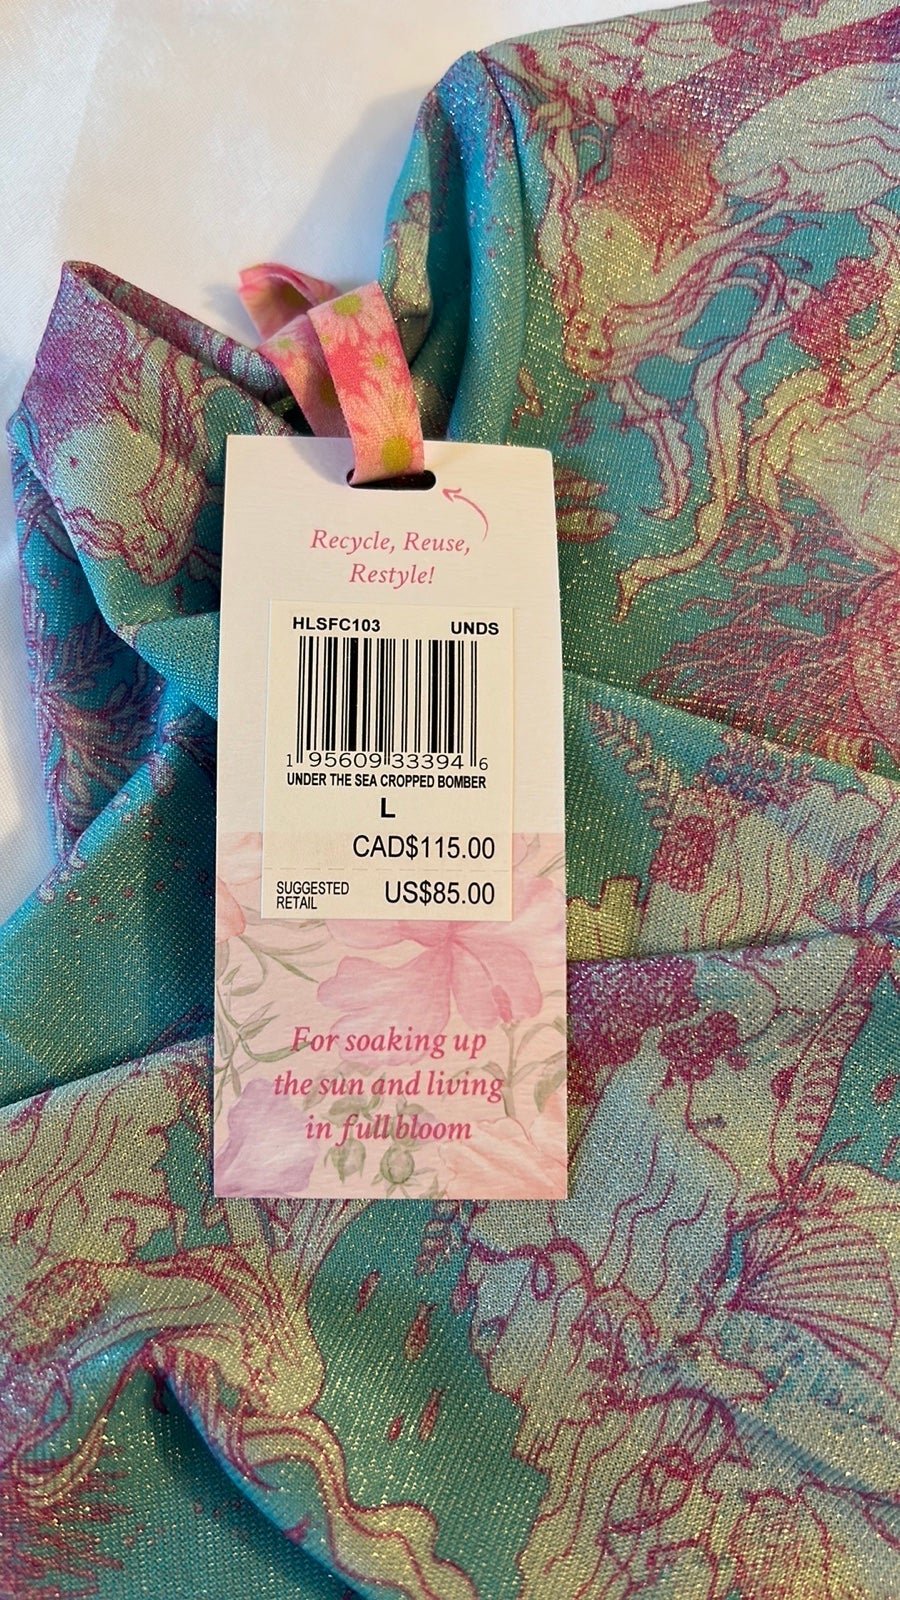 Recycle, Reuse,
Restyle!
HLSFC103 UNDS
1 95609 33394 6
UNDER THE SEA CROPPED BOMBER
L
CAD$115.00
SUGGESTED
RETAIL
US$85.00
For soaking up
the sun and living
in full bloom